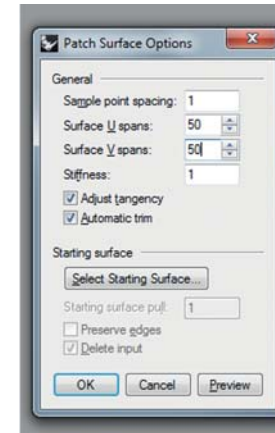 Patch Surface Options
General
Sample point spacing: 1
Surface U spans: 50
Surface V spans: 50
Stiffness: 1
Adjust tangency
Automatic trim
Starting surface
Select Starting Surface...
Starting surface pull: 1
Preserve edges
Delete input
OK Cancel Preview